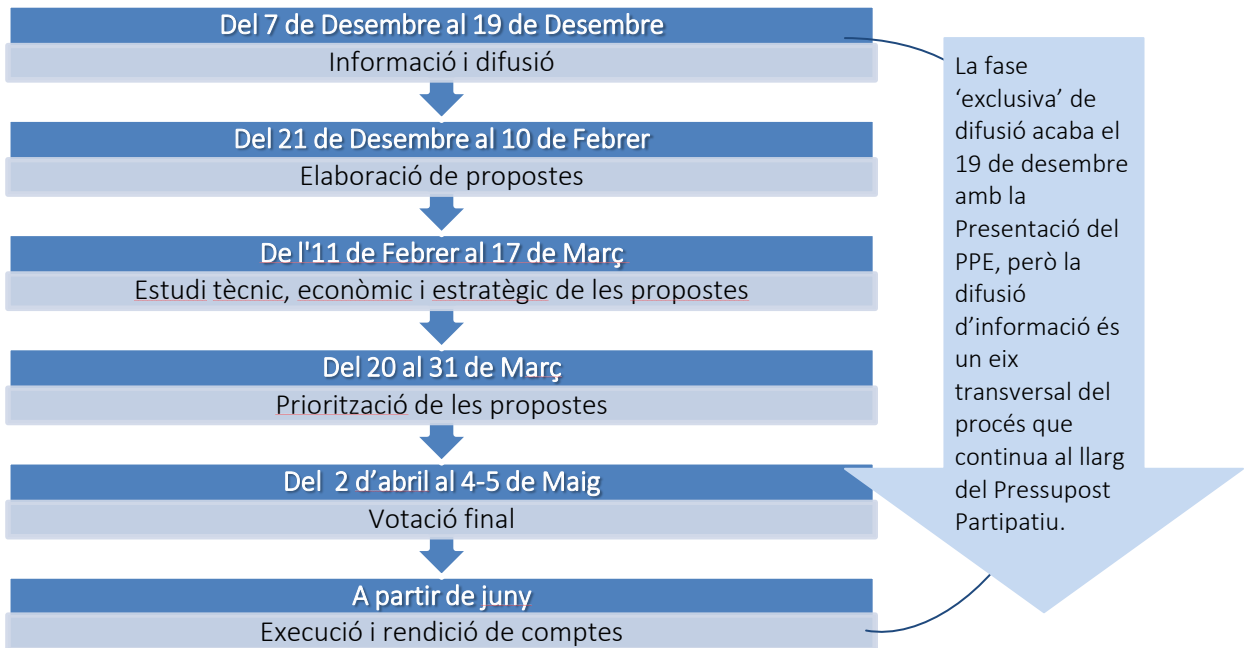 Del 7 de Desembre al 19 de Desembre
Informació i difusió
Del 21 de Desembre al 10 de Febrer
Elaboració de propostes
De l'11 de Febrer al 17 de Març
Estudi tècnic, econòmic i estratègic de les propostes
Del 20 al 31 de Març
Priorització de les propostes
Del 2 d’abril al 4-5 de Maig
Votació final
A partir de juny
Execució i rendició de comptes
La fase
‘exclusiva’ de
difusió acaba el
19 de desembre
amb la
Presentació del
PPE, però la
difusió
d’informació és
un eix
transversal del
procés que
continua al llarg
del Pressupost
Partipatiu.